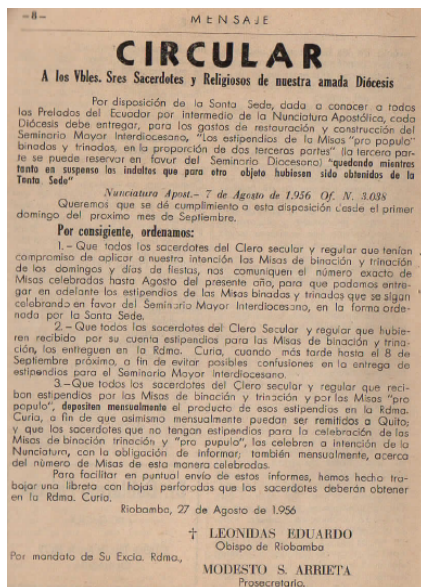 —8—
MENSAJE
CIRCULAR
A los Vbles. Sres Sacerdotes y Religiosos de nuestra amada Diócesis
Por disposición de la Santa Sede, dada a conocer a todos
los Prelados del Ecuador por intermedio de la Nunciatura Apostólica, cada
Diócesis debe entregar, para los gastos de restauración y construcción del
Seminario Mayor Interdiocesano, "Los estipendios de la Misas "pro populo"
binadas y trinadas, en la proporción de dos terceras partes" (la tercera par-
te se puede reservar en favor del Seminario Diocesano) "quedando mientras
tanto en suspenso los indultos que para otro objeto hubiesen sido obtenidos de la
Tanta Sede"
Nunciatura Apost.— 7 de Agosto de 1.956 Of. N. 3.038
Queremos que se dé cumplimiento a esta disposición desde el primer
domingo del proximo mes de Septiembre.
Por consigiente, ordenamos:
1.—Que todos los sacerdotes del Clero secular y regular que tenían
compromiso de aplicar a nuestra intención las Misas de binación y trinación
de los domingos y días de fiestas, nos comuniquen el número exacto de
Misas celebradas hasta Agosto del presente año, para que podamos entre-
gar en adelante los estipendios de las Misas binadas y trinadas que se sigan
celebrando en favor del Seminario Mayor Interdiocesano, en la forma orde-
nada por la Santa Sede.
2.—Que todos los sacerdotes del Clero Secular y regular que hubie-
ren recibido por su cuenta estipendios para las Misas de binación y trina-
ción, los entreguen en la Rdma. Curia, cuando más tarde hasta el 8 de
Septiembre próximo, a fin de evitar posibles confusiones en la entrega de
estipendios para el Seminario Mayor Interdiocesano.
3.—Que todos los sacerdotes del Clero secular y regular que reci-
ban estipendios por las Misas de binación y trinación y por las Misas "pro
populo", depositen mensualmente el producto de esos estipendios en la Rdma.
Curia, a fin de que asimismo mensualmente puedan ser remitidos a Quito;
y que los sacerdotes que no tengan estipendios para la celebración de las
Misas de binación trinación y "pro pupulo", las celebren a intención de la
Nunciatura, con la obligación de informar, también mensualmente, acerca
del número de Misas de esta manera celebradas.
Para facilitar en puntual envío de estos informes, hemos hecho tra-
bajar una libreta con hojas perforadas que los sacerdotes deberán obtener
en la Rdma. Curia.
Riobamba, 27 de Agosto de 1.956
† LEONIDAS EDUARDO
Obispo de Riobamba
Por mandato de Su Excia. Rdma.,
MODESTO S. ARRIETA
Prosecretario.